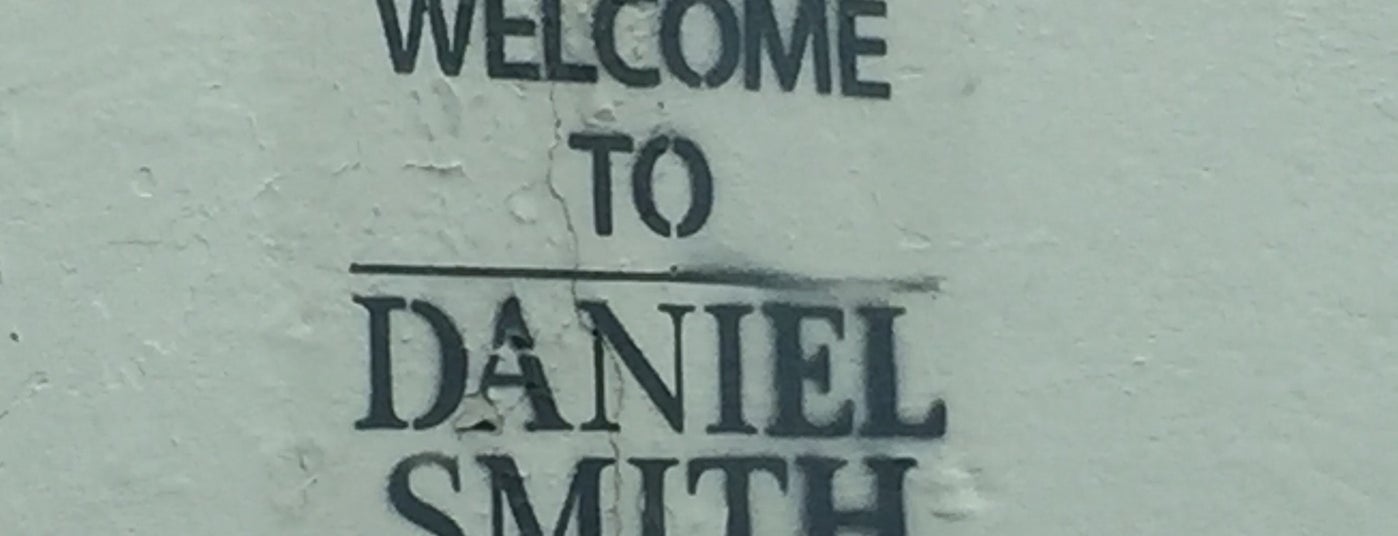 WELCOME
TO
DANIEL
SMITH